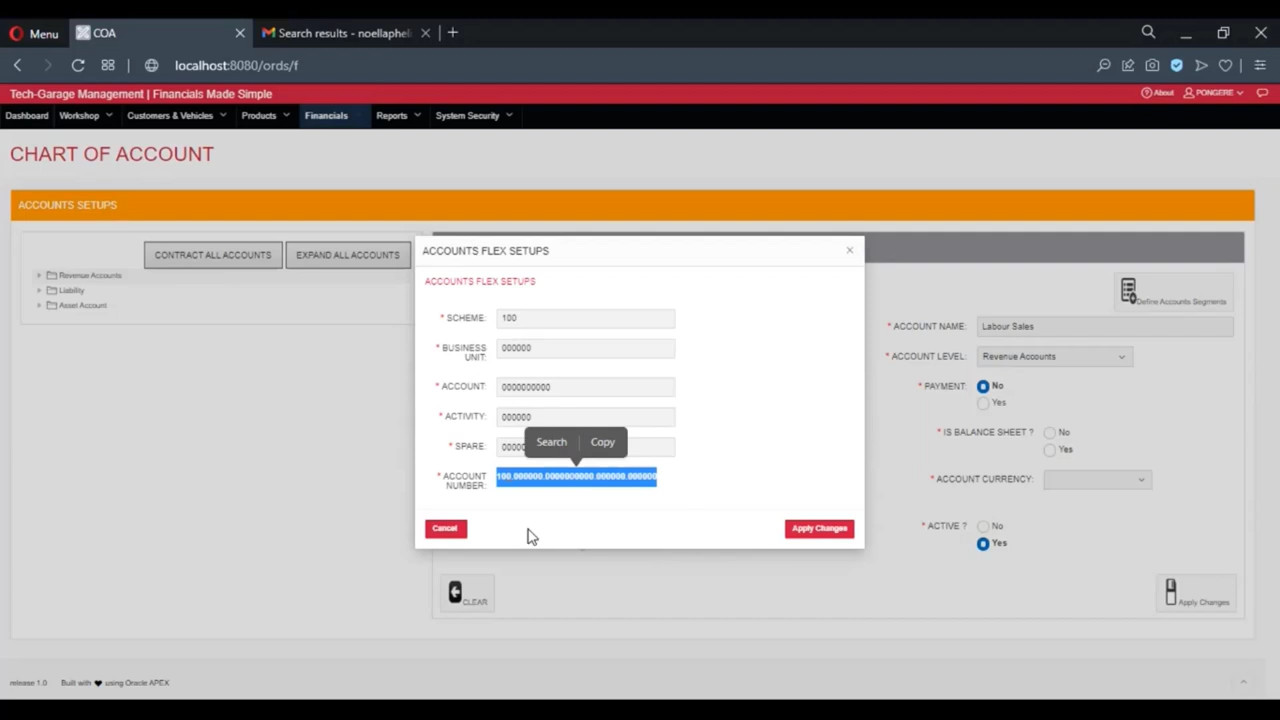 Menu
COA
Search results - noellapheli
localhost:8080/ords/f
Tech-Garage Management | Financials Made Simple
About
PONGERE
Dashboard
Workshop
Customers & Vehicles
Products
Financials
Reports
System Security
CHART OF ACCOUNT
ACCOUNTS SETUPS
CONTRACT ALL ACCOUNTS
EXPAND ALL ACCOUNTS
Revenue Accounts
Liability
Asset Account
ACCOUNTS FLEX SETUPS
ACCOUNTS FLEX SETUPS
* SCHEME: 100
* BUSINESS UNIT: 000000
* ACCOUNT: 0000000000
* ACTIVITY: 000000
Search
Copy
* SPARE:
* ACCOUNT NUMBER: 100.000000.0000000000.000000.000000
Cancel
Apply Changes
Define Accounts Segments
* ACCOUNT NAME: Labour Sales
* ACCOUNT LEVEL: Revenue Accounts
* PAYMENT: No
Yes
* IS BALANCE SHEET ? No
Yes
* ACCOUNT CURRENCY:
* ACTIVE ? No
Yes
CLEAR
Apply Changes
release 1.0
Built with ♥ using Oracle APEX